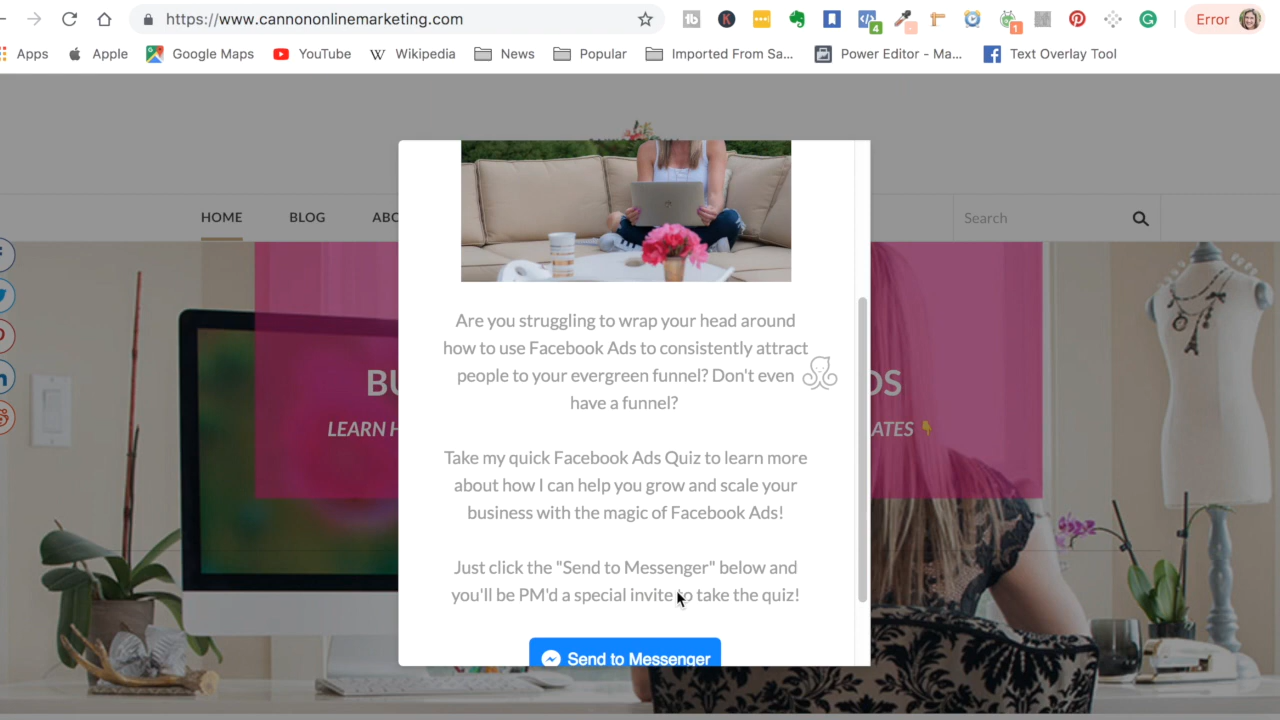 https://www.cannononlinemarketing.com
4
1
Error
Apps
Apple
Google Maps
YouTube
Wikipedia
News
Popular
Imported From Sa...
Power Editor - Ma...
Text Overlay Tool
HOME
BLOG
ABO
Search
Are you struggling to wrap your head around
how to use Facebook Ads to consistently attract
people to your evergreen funnel? Don't even
have a funnel?
Take my quick Facebook Ads Quiz to learn more
about how I can help you grow and scale your
business with the magic of Facebook Ads!
Just click the "Send to Messenger" below and
you'll be PM'd a special invite to take the quiz!
Send to Messenger